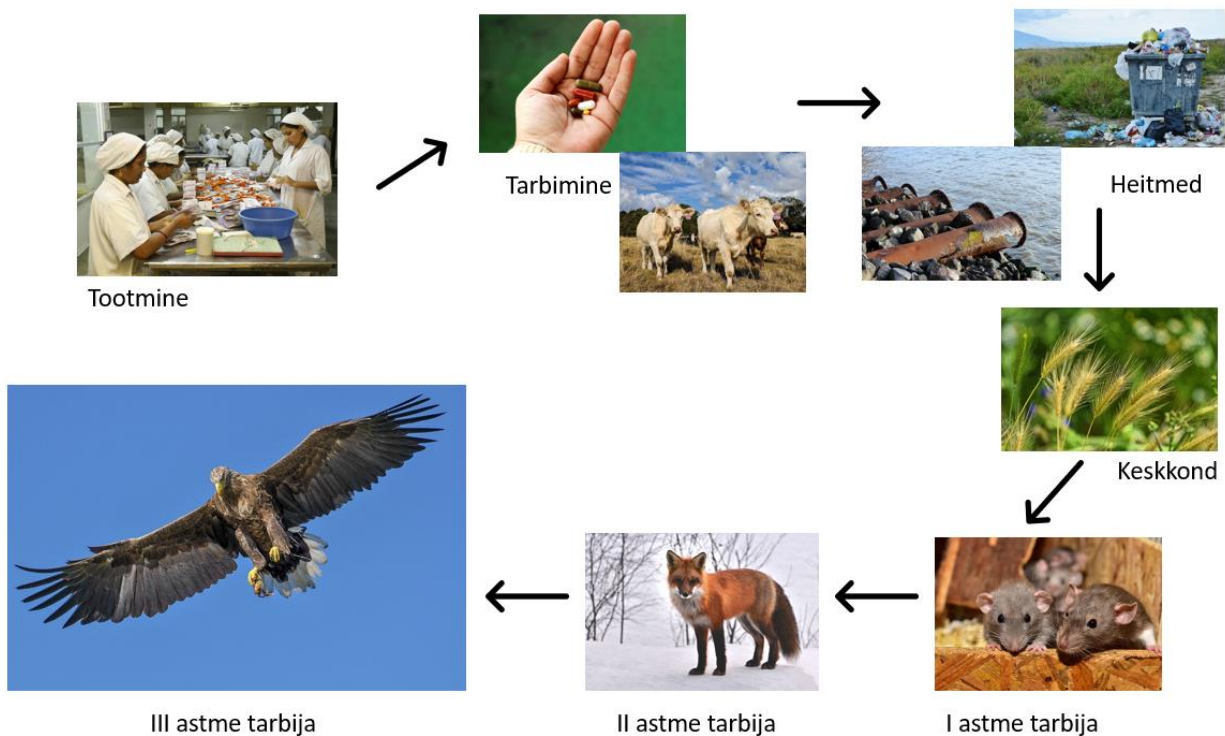 Tootmine
Tarbimine
Heitmed
Keskkond
I astme tarbija
II astme tarbija
III astme tarbija